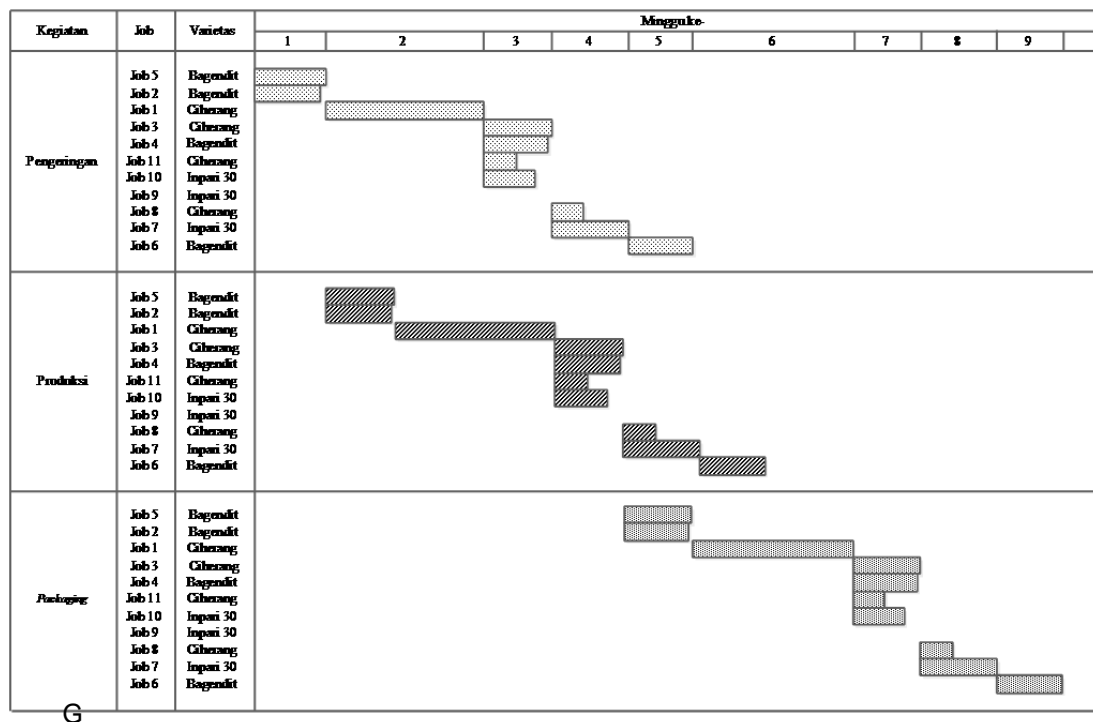 Kegiatan Job Varietas Minggu ke-
1 2 3 4 5 6 7 8 9
Pengeringan
Job 5 Bagendit
Job 2 Bagendit
Job 1 Ciherang
Job 3 Ciherang
Job 4 Bagendit
Job 11 Ciherang
Job 10 Inpari 30
Job 9 Inpari 30
Job 8 Ciherang
Job 7 Inpari 30
Job 6 Bagendit
Produksi
Job 5 Bagendit
Job 2 Bagendit
Job 1 Ciherang
Job 3 Ciherang
Job 4 Bagendit
Job 11 Ciherang
Job 10 Inpari 30
Job 9 Inpari 30
Job 8 Ciherang
Job 7 Inpari 30
Job 6 Bagendit
Packaging
Job 5 Bagendit
Job 2 Bagendit
Job 1 Ciherang
Job 3 Ciherang
Job 4 Bagendit
Job 11 Ciherang
Job 10 Inpari 30
Job 9 Inpari 30
Job 8 Ciherang
Job 7 Inpari 30
Job 6 Bagendit
G